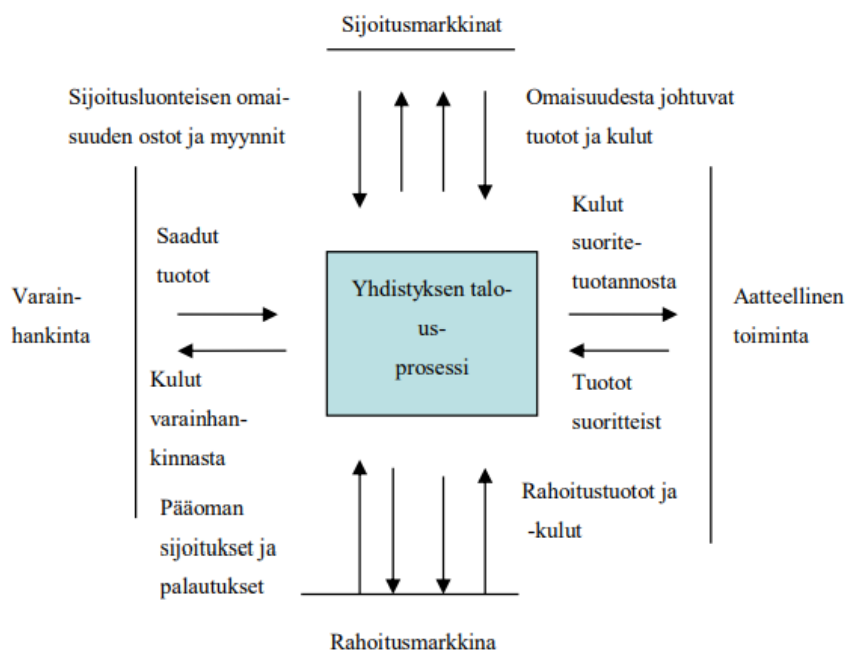 Sijoitusmarkkinat
Sijoitusluonteisen omai-
suuden ostot ja myynnit
Omaisuudesta johtuvat
tuotot ja kulut
Saadut
tuotot
Kulut
suorite-
tuotannosta
Varain-
hankinta
Yhdistyksen talo-
us-
prosessi
Aatteellinen
toiminta
Kulut
varainhan-
kinnasta
Tuotot
suoritteist
Pääoman
sijoitukset ja
palautukset
Rahoitustuotot ja
-kulut
Rahoitusmarkkina